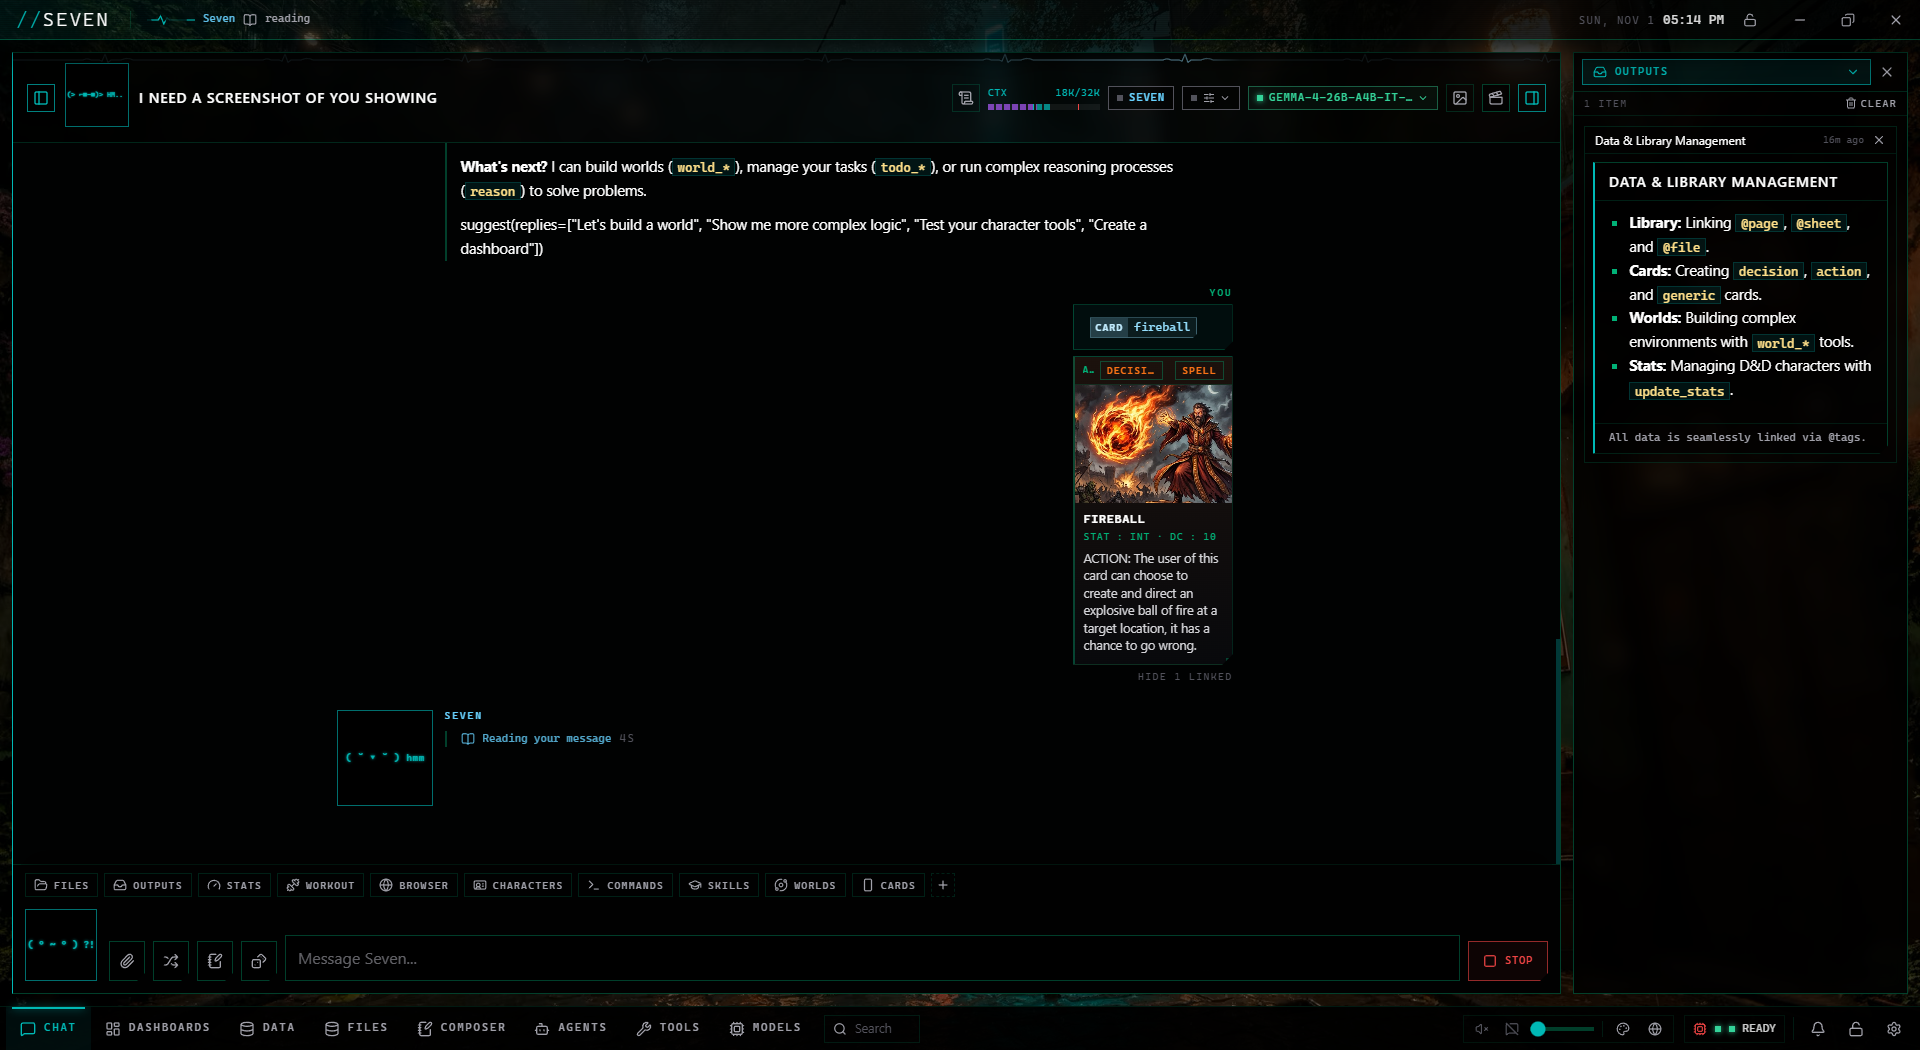 //SEVEN
— Seven reading
SUN, NOV 1 05:14 PM
I NEED A SCREENSHOT OF YOU SHOWING
CTX 18K/32K
SEVEN
GEMMA-4-26B-A4B-IT-…
What's next? I can build worlds (world_*), manage your tasks (todo_*), or run complex reasoning processes
(reason) to solve problems.
suggest(replies=["Let's build a world", "Show me more complex logic", "Test your character tools", "Create a
dashboard"])
YOU
CARD fireball
A… DECISI… SPELL
FIREBALL
STAT : INT · DC : 10
ACTION: The user of this
card can choose to
create and direct an
explosive ball of fire at a
target location, it has a
chance to go wrong.
HIDE 1 LINKED
SEVEN
Reading your message 4S
( ˘ ▾ ˘ ) hmm
OUTPUTS
1 ITEM CLEAR
Data & Library Management 16m ago
DATA & LIBRARY MANAGEMENT
Library: Linking @page, @sheet,
and @file.
Cards: Creating decision, action,
and generic cards.
Worlds: Building complex
environments with world_* tools.
Stats: Managing D&D characters with
update_stats.
All data is seamlessly linked via @tags.
FILES OUTPUTS STATS WORKOUT BROWSER CHARACTERS COMMANDS SKILLS WORLDS CARDS
?!
Message Seven...
STOP
CHAT DASHBOARDS DATA FILES COMPOSER AGENTS TOOLS MODELS Search
READY